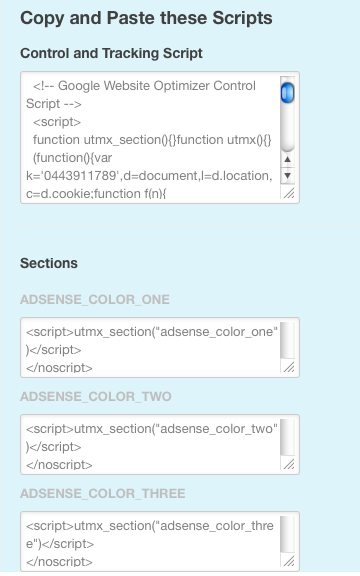 Copy and Paste these Scripts
Control and Tracking Script
<!-- Google Website Optimizer Control
Script -->
<script>
function utmx_section(){}function utmx(){}
(function(){var
k='0443911789',d=document,l=d.location,
c=d.cookie;function f(n){
Sections
ADSENSE_COLOR_ONE
<script>utmx_section("adsense_color_one"
)</script>
</noscript>
ADSENSE_COLOR_TWO
<script>utmx_section("adsense_color_two"
)</script>
</noscript>
ADSENSE_COLOR_THREE
<script>utmx_section("adsense_color_thre
e")</script>
</noscript>